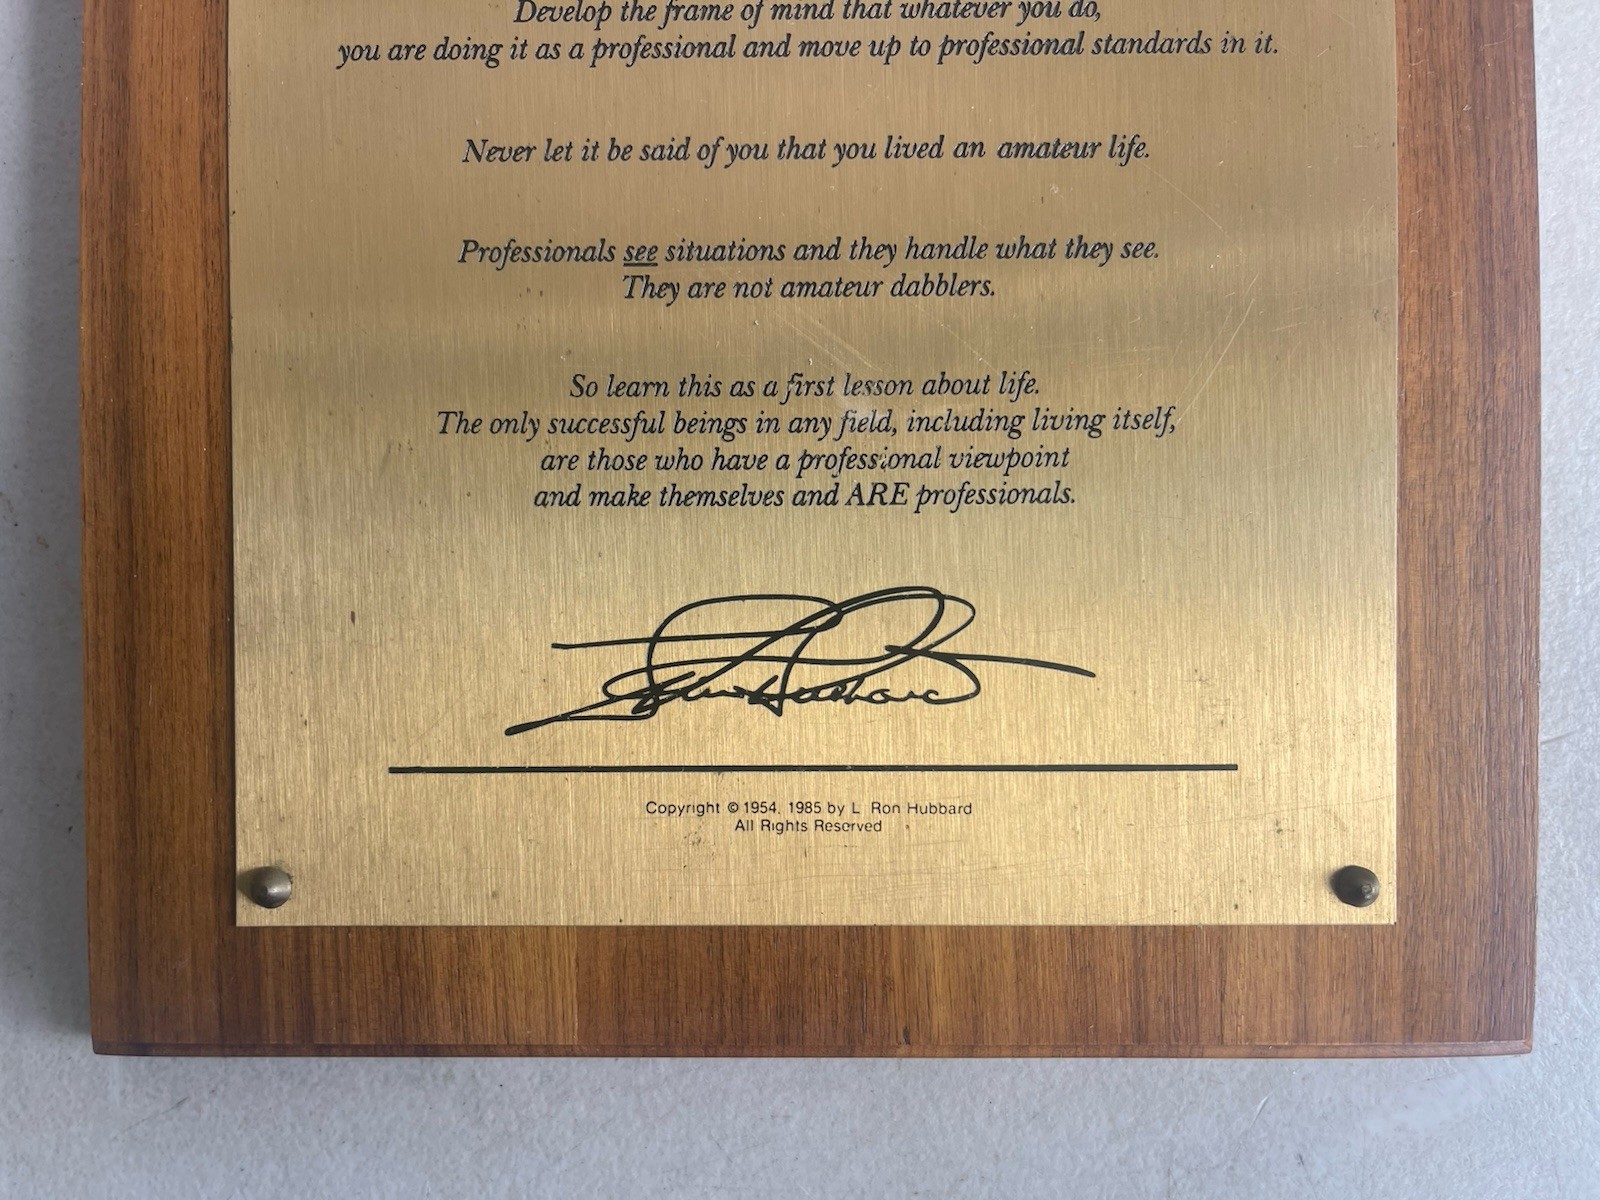 Develop the frame of mind that whatever you do,
you are doing it as a professional and move up to professional standards in it.
Never let it be said of you that you lived an amateur life.
Professionals see situations and they handle what they see.
They are not amateur dabblers.
So learn this as a first lesson about life.
The only successful beings in any field, including living itself,
are those who have a professional viewpoint
and make themselves and ARE professionals.
Copyright © 1954, 1985 by L Ron Hubbard
All Rights Reserved